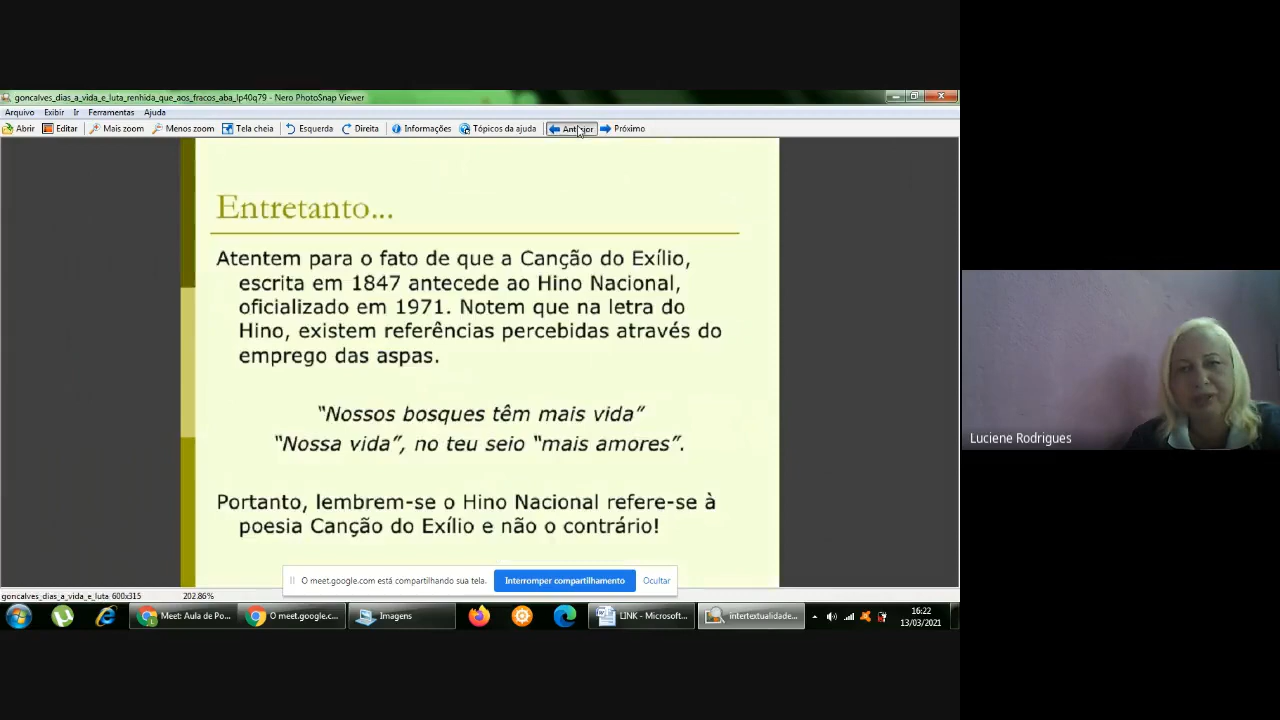 goncalves_dias_a_vida_e_luta_renhida_que_aos_fracos_aba_lp40q79 - Nero PhotoSnap Viewer
Arquivo Exibir Ir Ferramentas Ajuda
Abrir Editar Mais zoom Menos zoom Tela cheia Esquerda Direita Informações Tópicos da ajuda Anterior Próximo
Entretanto...
Atentem para o fato de que a Canção do Exílio,
escrita em 1847 antecede ao Hino Nacional,
oficializado em 1971. Notem que na letra do
Hino, existem referências percebidas através do
emprego das aspas.
“Nossos bosques têm mais vida”
“Nossa vida”, no teu seio “mais amores”.
Portanto, lembrem-se o Hino Nacional refere-se à
poesia Canção do Exílio e não o contrário!
Luciene Rodrigues
O meet.google.com está compartilhando sua tela. Interromper compartilhamento Ocultar
goncalves_dias_a_vida_e_luta 600x315 202.86%
Meet: Aula de Po... O meet.google.c... Imagens LINK - Microsoft... intertextualidade...
16:22
13/03/2021